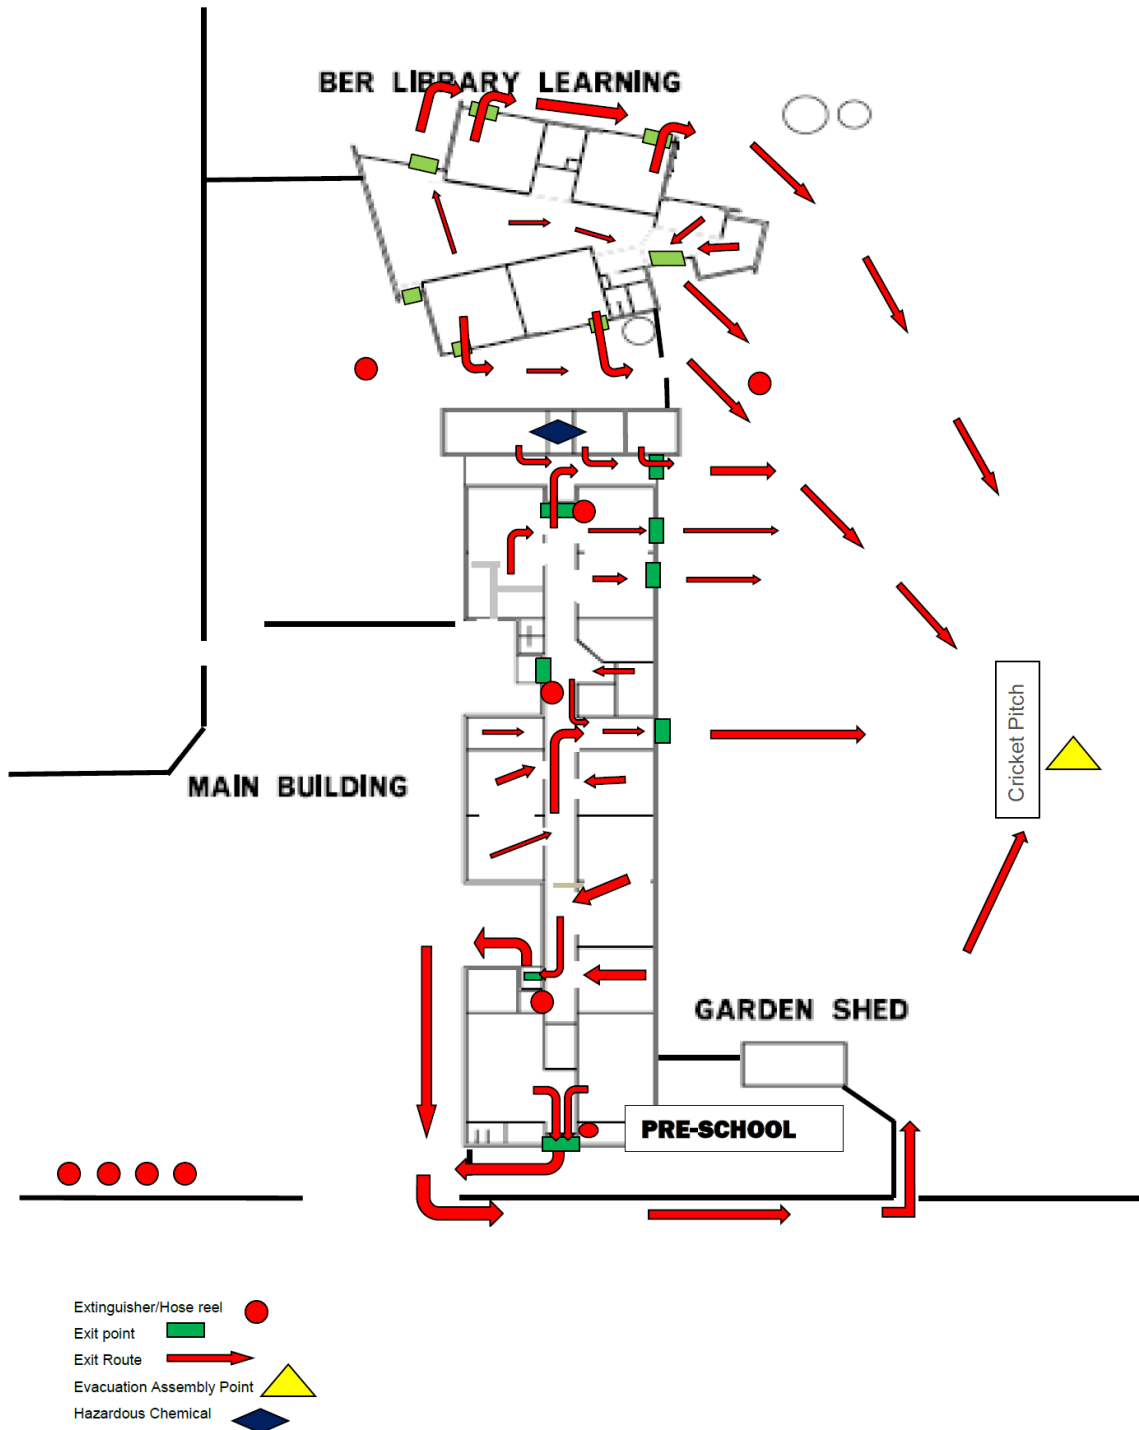 BER LIBRARY LEARNING
Cricket Pitch
MAIN BUILDING
GARDEN SHED
PRE-SCHOOL
Extinguisher/Hose reel
Exit point
Exit Route
Evacuation Assembly Point
Hazardous Chemical